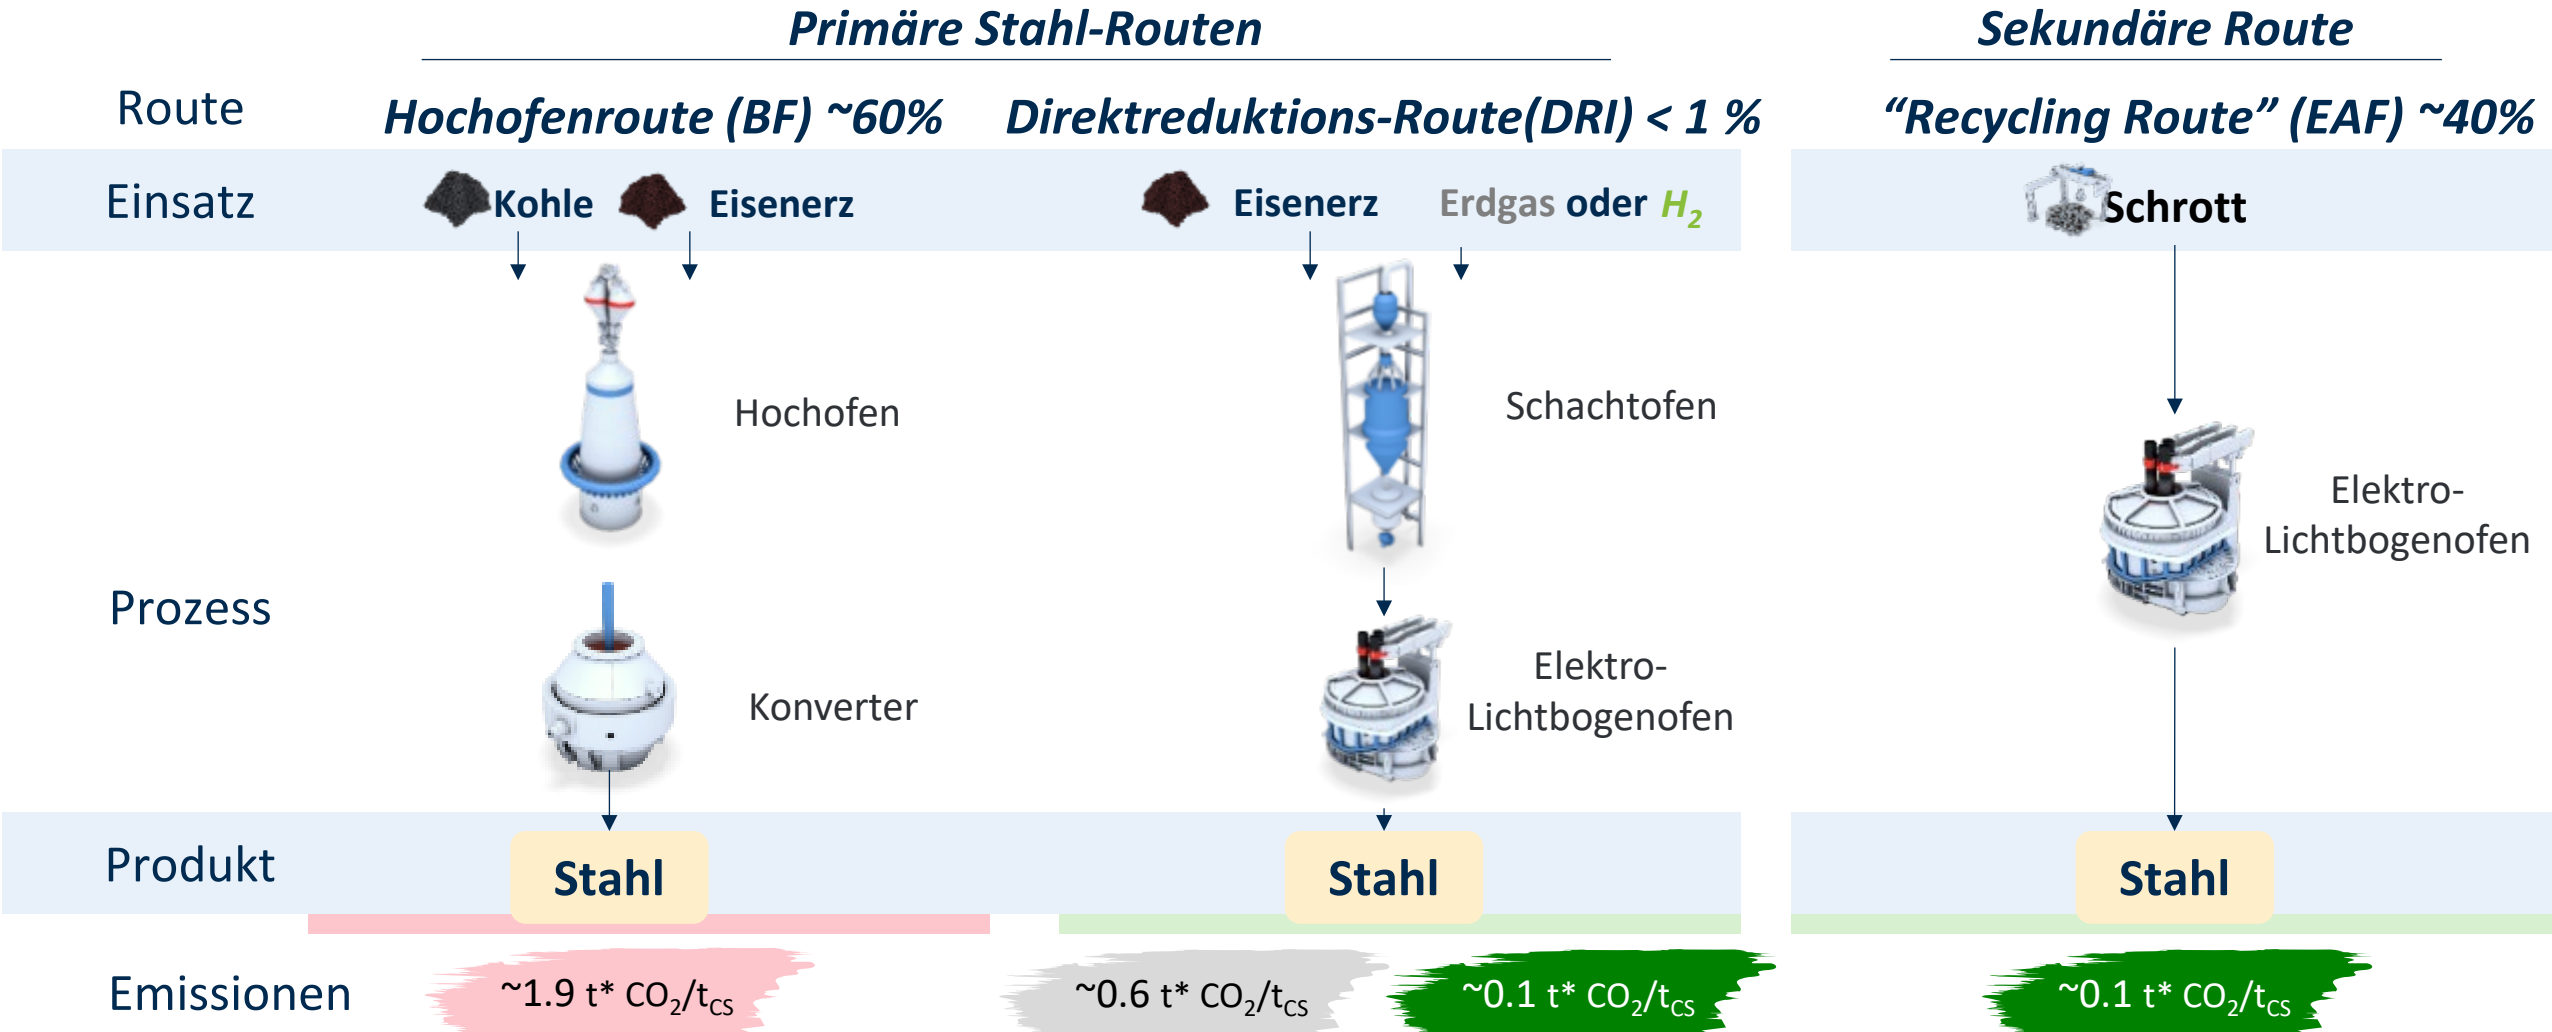 Primäre Stahl-Routen
Sekundäre Route
Route
Hochofenroute (BF) ~60%
Direktreduktions-Route(DRI) < 1 %
“Recycling Route” (EAF) ~40%
Einsatz
Kohle
Eisenerz
Eisenerz
Erdgas oder H₂
Schrott
Hochofen
Schachtofen
Elektro-
Lichtbogenofen
Prozess
Konverter
Elektro-
Lichtbogenofen
Produkt
Stahl
Stahl
Stahl
Emissionen
~1.9 t* CO₂/tCS
~0.6 t* CO₂/tCS
~0.1 t* CO₂/tCS
~0.1 t* CO₂/tCS